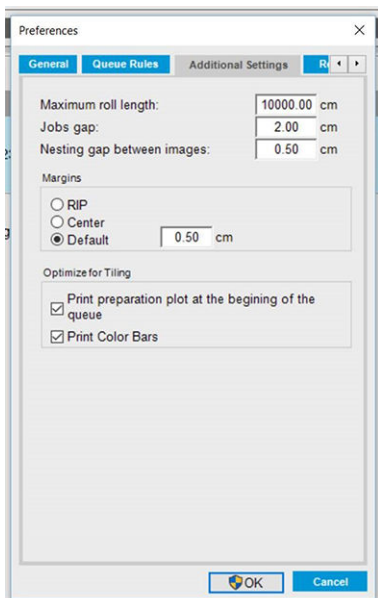 Preferences
General Queue Rules Additional Settings
Maximum roll length: 10000.00 cm
Jobs gap: 2.00 cm
Nesting gap between images: 0.50 cm
Margins
RIP
Center
Default 0.50 cm
Optimize for Tiling
Print preparation plot at the begining of the
queue
Print Color Bars
OK Cancel